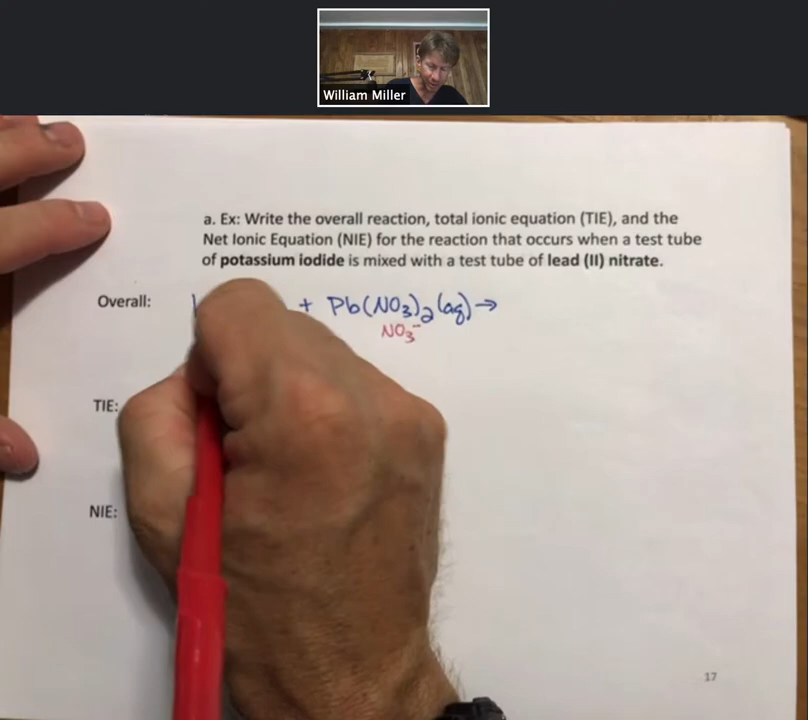 William Miller
a. Ex: Write the overall reaction, total ionic equation (TIE), and the
Net Ionic Equation (NIE) for the reaction that occurs when a test tube
of potassium iodide is mixed with a test tube of lead (II) nitrate.
Overall: + Pb(NO₃)₂(aq) →
NO₃⁻
TIE:
NIE:
17